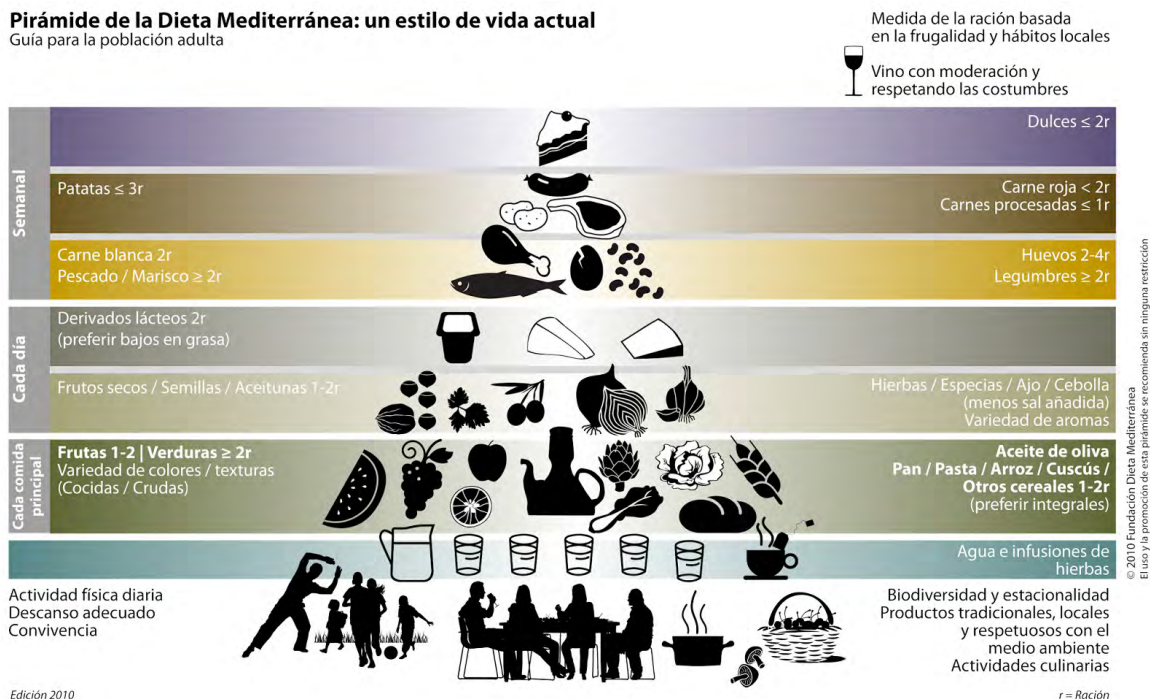 Pirámide de la Dieta Mediterránea: un estilo de vida actual
Guía para la población adulta
Medida de la ración basada
en la frugalidad y hábitos locales
Vino con moderación y
respetando las costumbres
Semanal
Dulces ≤ 2r
Patatas ≤ 3r
Carne roja < 2r
Carnes procesadas ≤ 1r
Carne blanca 2r
Pescado / Marisco ≥ 2r
Huevos 2-4r
Legumbres ≥ 2r
Cada día
Derivados lácteos 2r
(preferir bajos en grasa)
Frutos secos / Semillas / Aceitunas 1-2r
Hierbas / Especias / Ajo / Cebolla
(menos sal añadida)
Variedad de aromas
Cada comida
principal
Frutas 1-2 | Verduras ≥ 2r
Variedad de colores / texturas
(Cocidas / Crudas)
Aceite de oliva
Pan / Pasta / Arroz / Cuscús /
Otros cereales 1-2r
(preferir integrales)
Agua e infusiones de
hierbas
Actividad física diaria
Descanso adecuado
Convivencia
Biodiversidad y estacionalidad
Productos tradicionales, locales
y respetuosos con el
medio ambiente
Actividades culinarias
© 2010 Fundación Dieta Mediterránea
El uso y la promoción de esta pirámide se recomienda sin ninguna restricción
Edición 2010
r = Ración